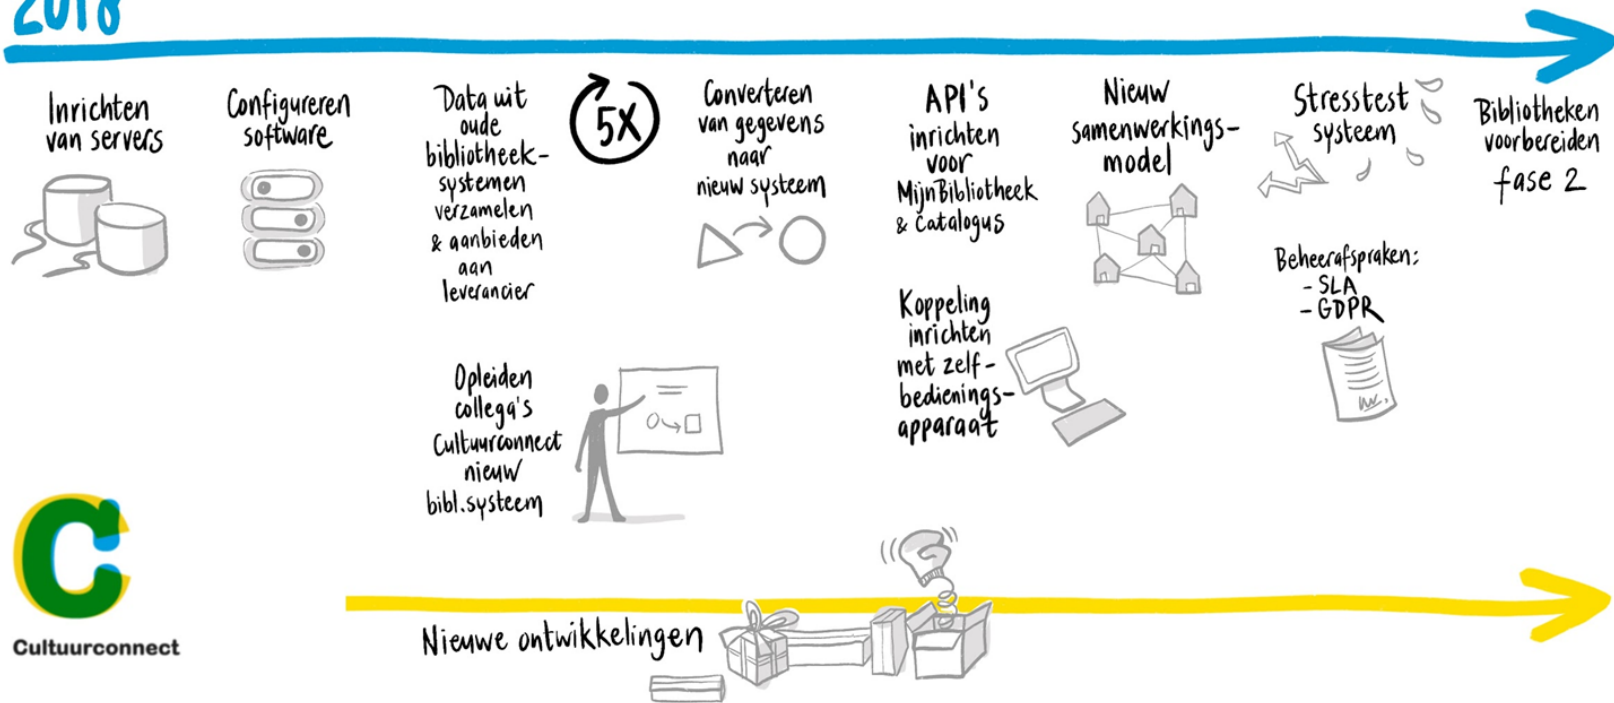 2018
Inrichten
van servers
Configureren
software
Data uit
oude
bibliotheek-
systemen
verzamelen
& aanbieden
aan
leverancier
5X
Converteren
van gegevens
naar
nieuw systeem
API's
inrichten
voor
MijnBibliotheek
& Catalogus
Nieuw
samenwerkings-
model
Stresstest
systeem
Bibliotheken
voorbereiden
fase 2
Beheerafspraken:
- SLA
- GDPR
Koppeling
inrichten
met zelf-
bedienings-
apparaat
Opleiden
collega's
Cultuurconnect
nieuw
bibl.systeem
C
Cultuurconnect
Nieuwe ontwikkelingen